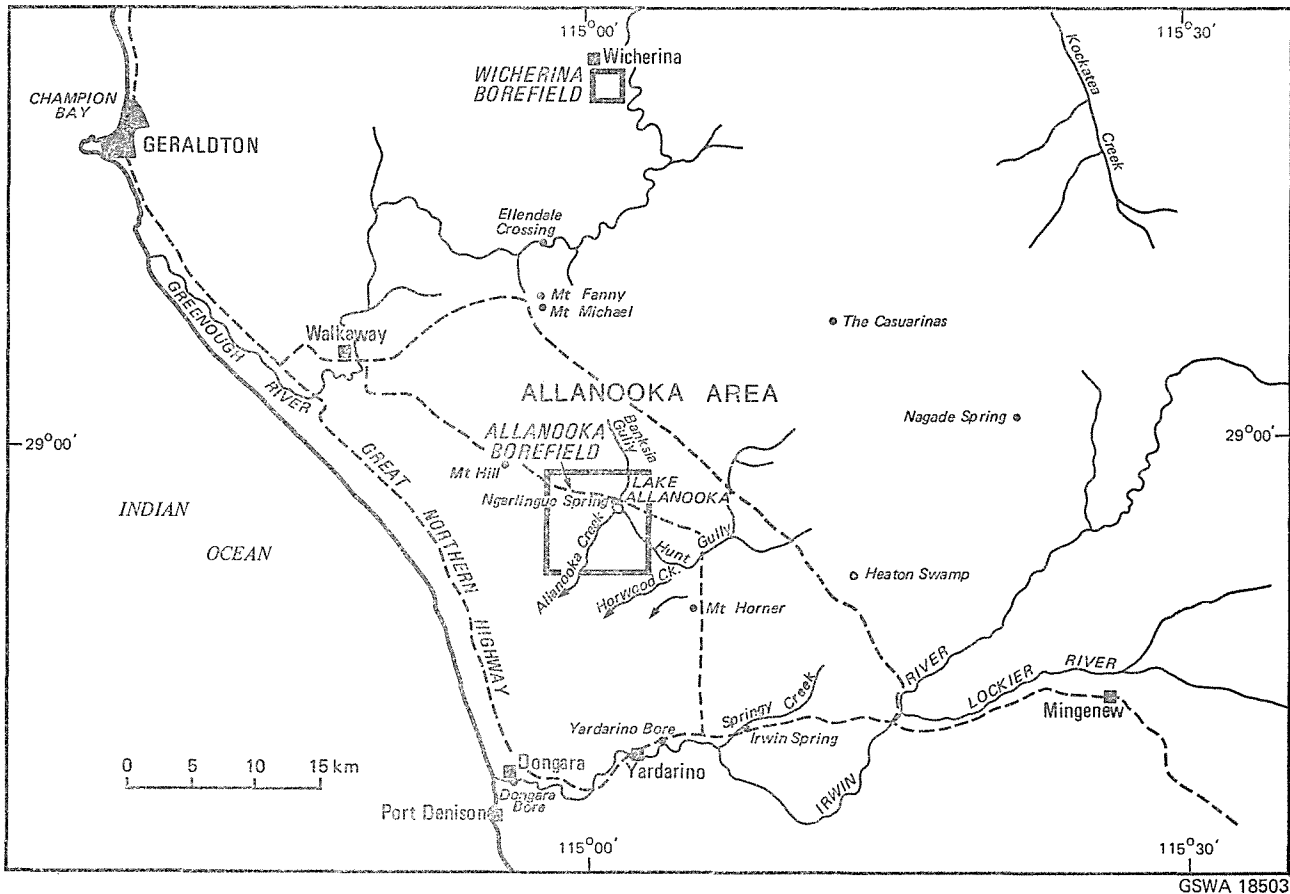 115°00'
115°30'
Wicherina
WICHERINA
BOREFIELD
Kockatea
Creek
CHAMPION
BAY
GERALDTON
Ellendale
Crossing
Mt Fanny
Mt Michael
The Casuarinas
GREENOUGH
RIVER
Walkaway
ALLANOOKA AREA
Nagade Spring
29°00'
29°00'
Banksia
Gully
ALLANOOKA
BOREFIELD
Mt Hill
LAKE
ALLANOOKA
Ngarlinguo Spring
GREAT
NORTHERN
HIGHWAY
INDIAN
OCEAN
Allanooka Creek
Hunt Gully
Horwood Ck.
Heaton Swamp
Mt Horner
RIVER
LOCKIER RIVER
Mingenew
Springy Creek
Irwin Spring
Yardarino Bore
Yardarino
IRWIN
0 5 10 15 km
Dongara
Dongara
Bore
Port Denison
115°00'
115°30'
GSWA 18503